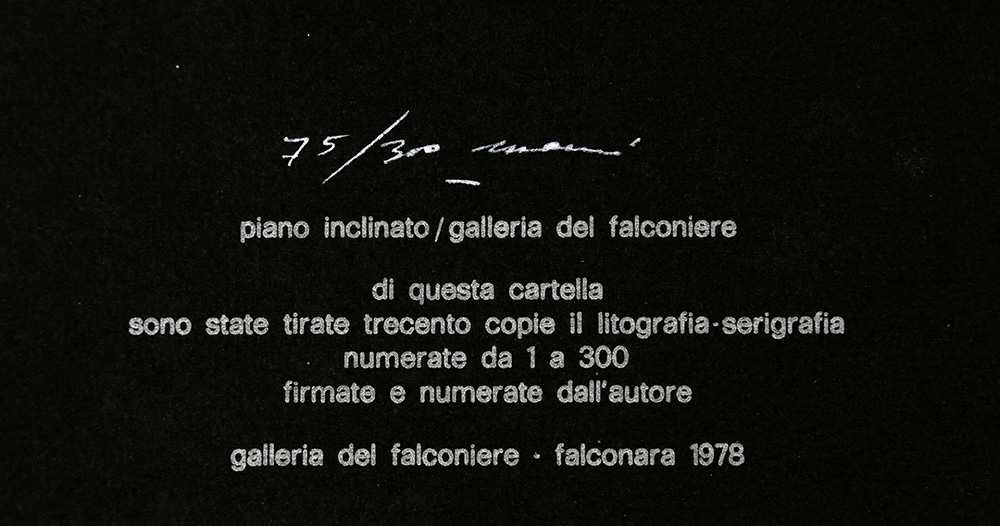 75/300
piano inclinato/galleria del falconiere
di questa cartella
sono state tirate trecento copie il litografia-serigrafia
numerate da 1 a 300
firmate e numerate dall'autore
galleria del falconiere · falconara 1978